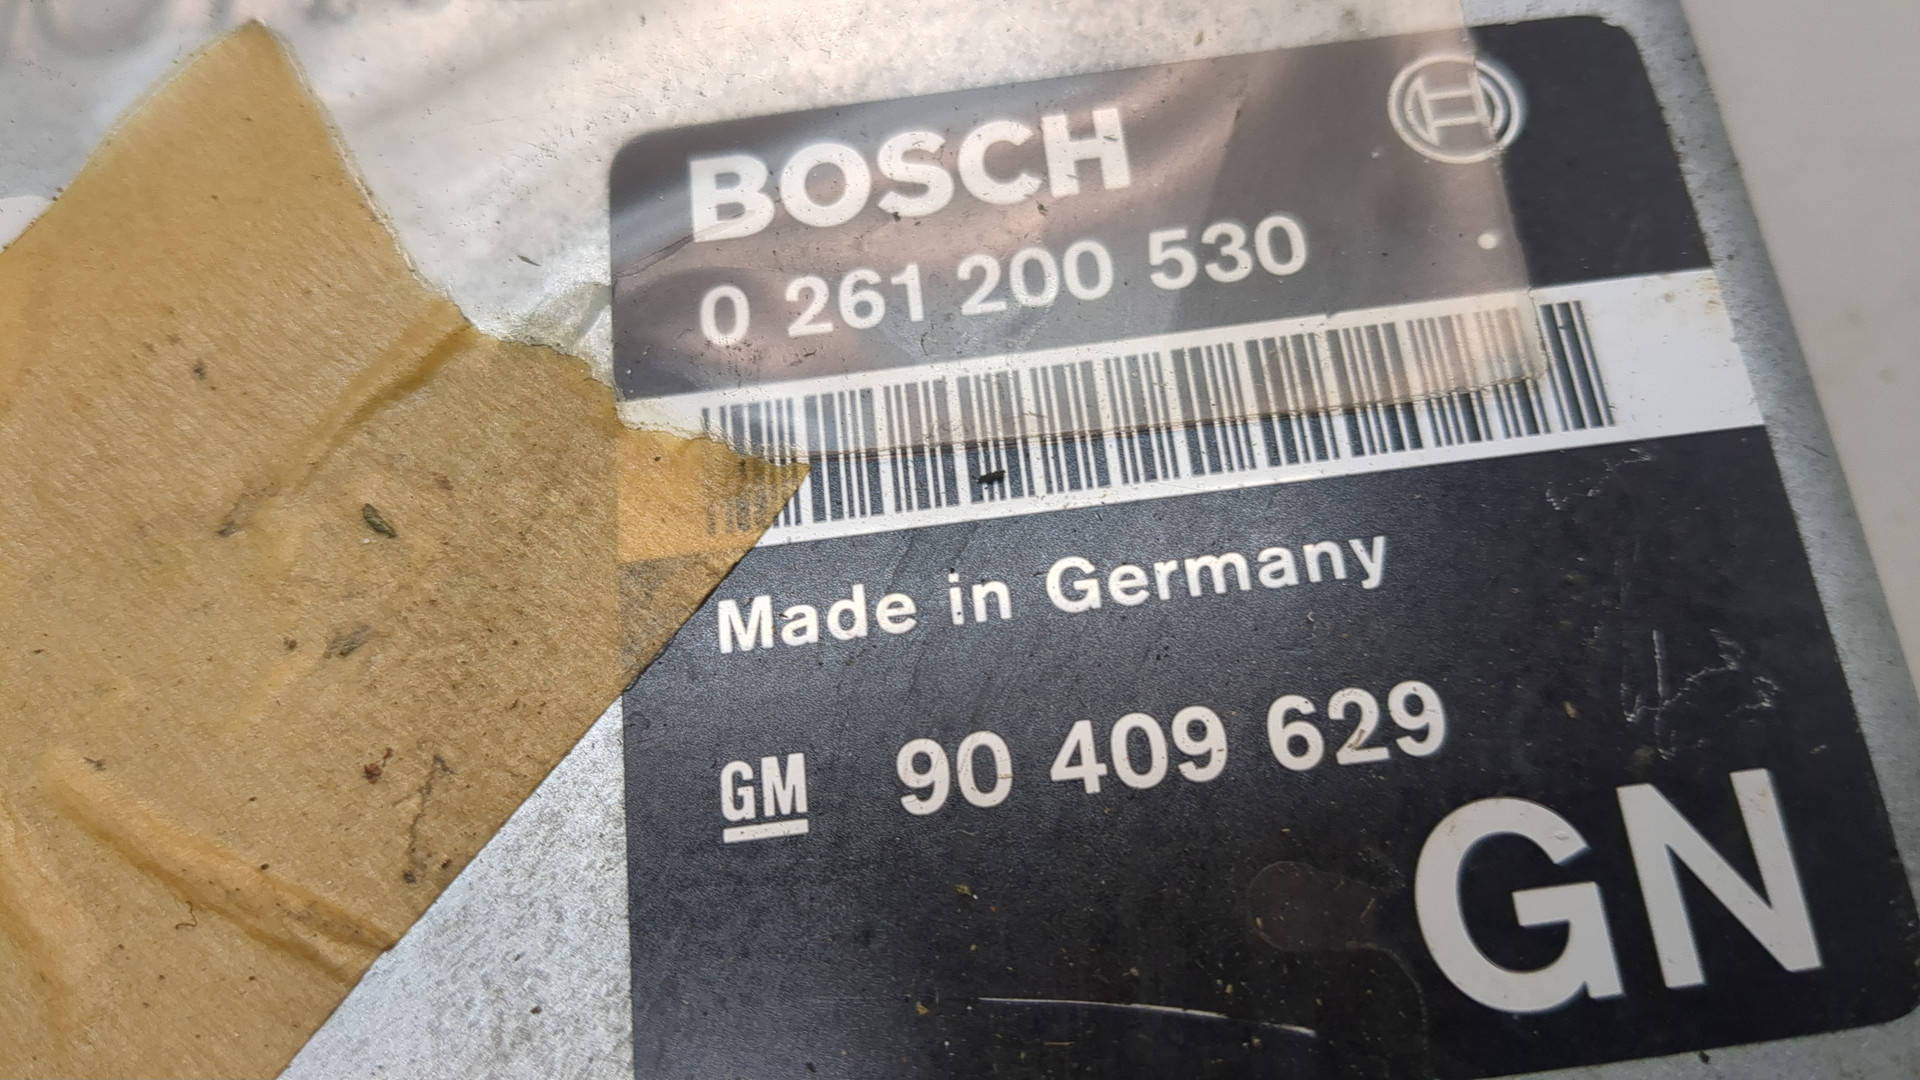 BOSCH
0 261 200 530
Made in Germany
GM 90 409 629
GN